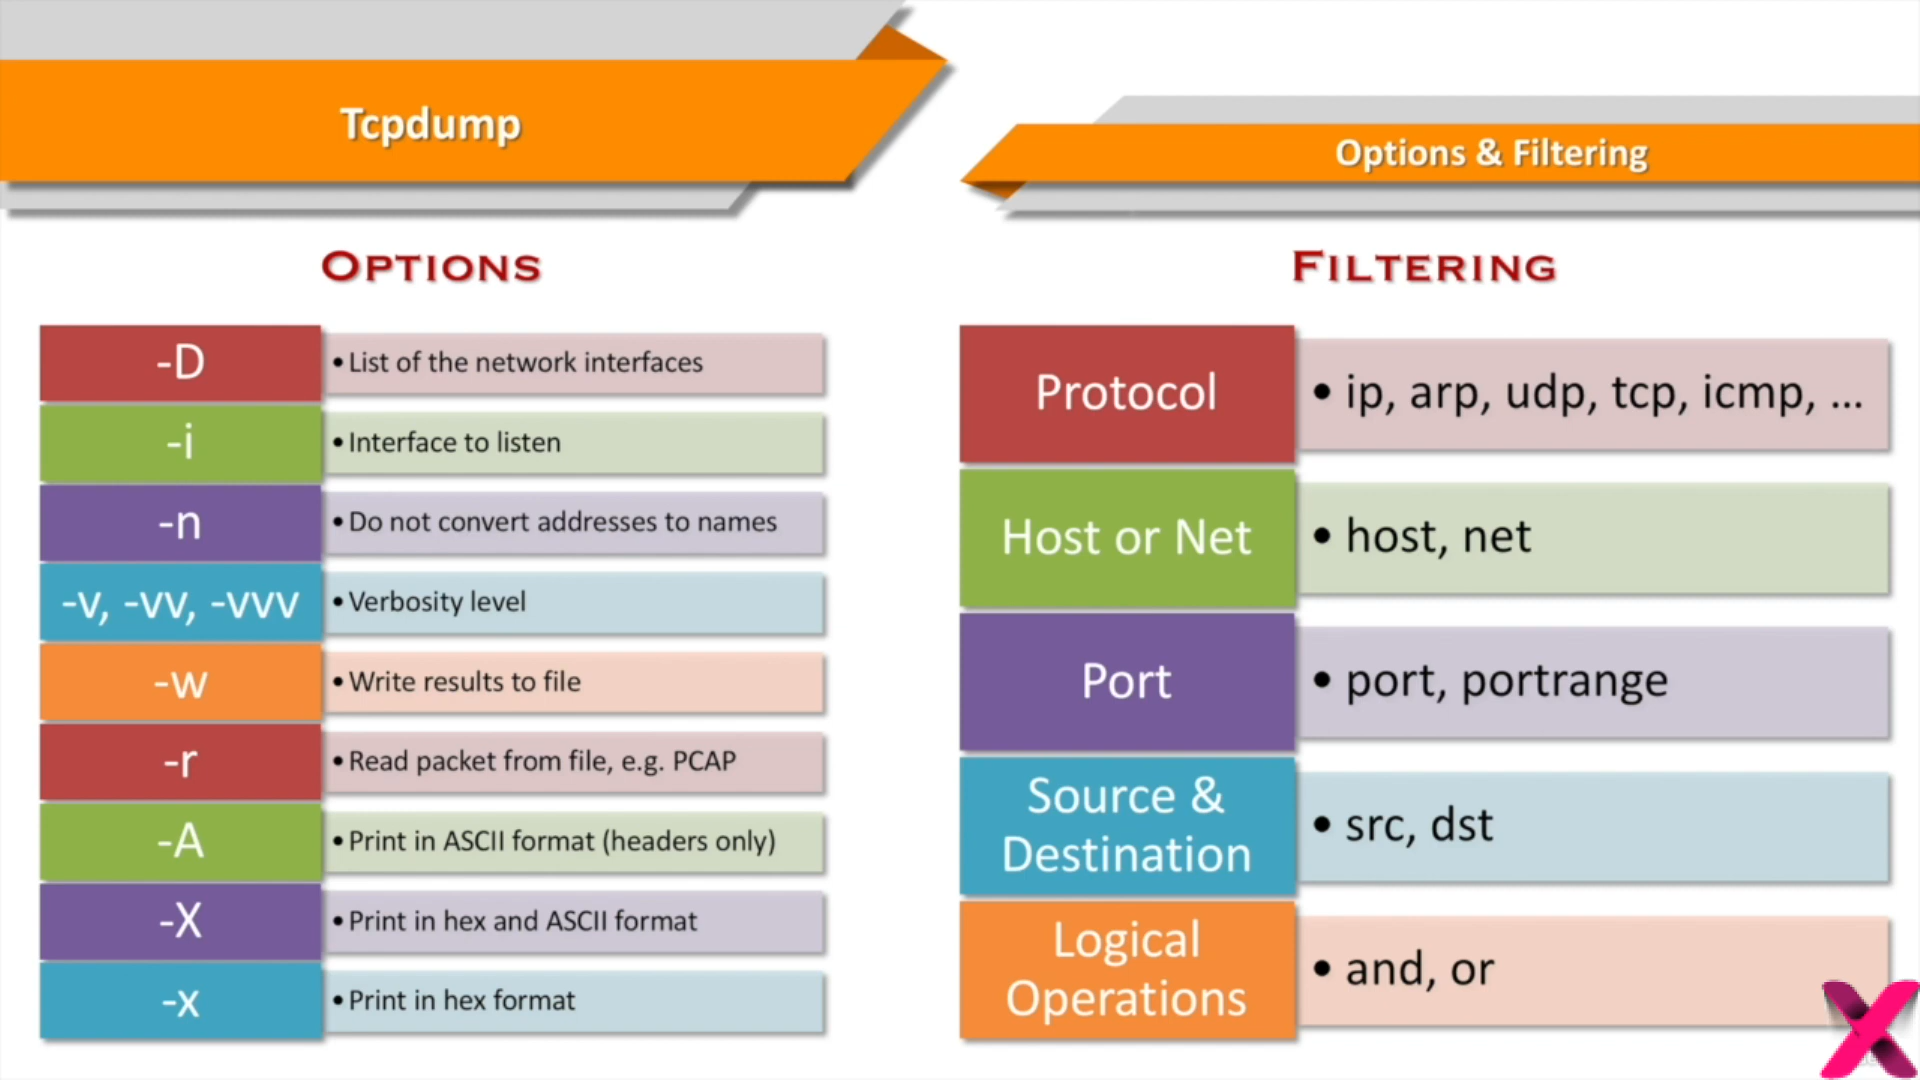 Tcpdump
Options & Filtering
OPTIONS
-D
• List of the network interfaces
-i
• Interface to listen
-n
• Do not convert addresses to names
-v, -vv, -vvv
• Verbosity level
-w
• Write results to file
-r
• Read packet from file, e.g. PCAP
-A
• Print in ASCII format (headers only)
-X
• Print in hex and ASCII format
-x
• Print in hex format
FILTERING
Protocol
• ip, arp, udp, tcp, icmp, ...
Host or Net
• host, net
Port
• port, portrange
Source &
Destination
• src, dst
Logical
Operations
• and, or
X